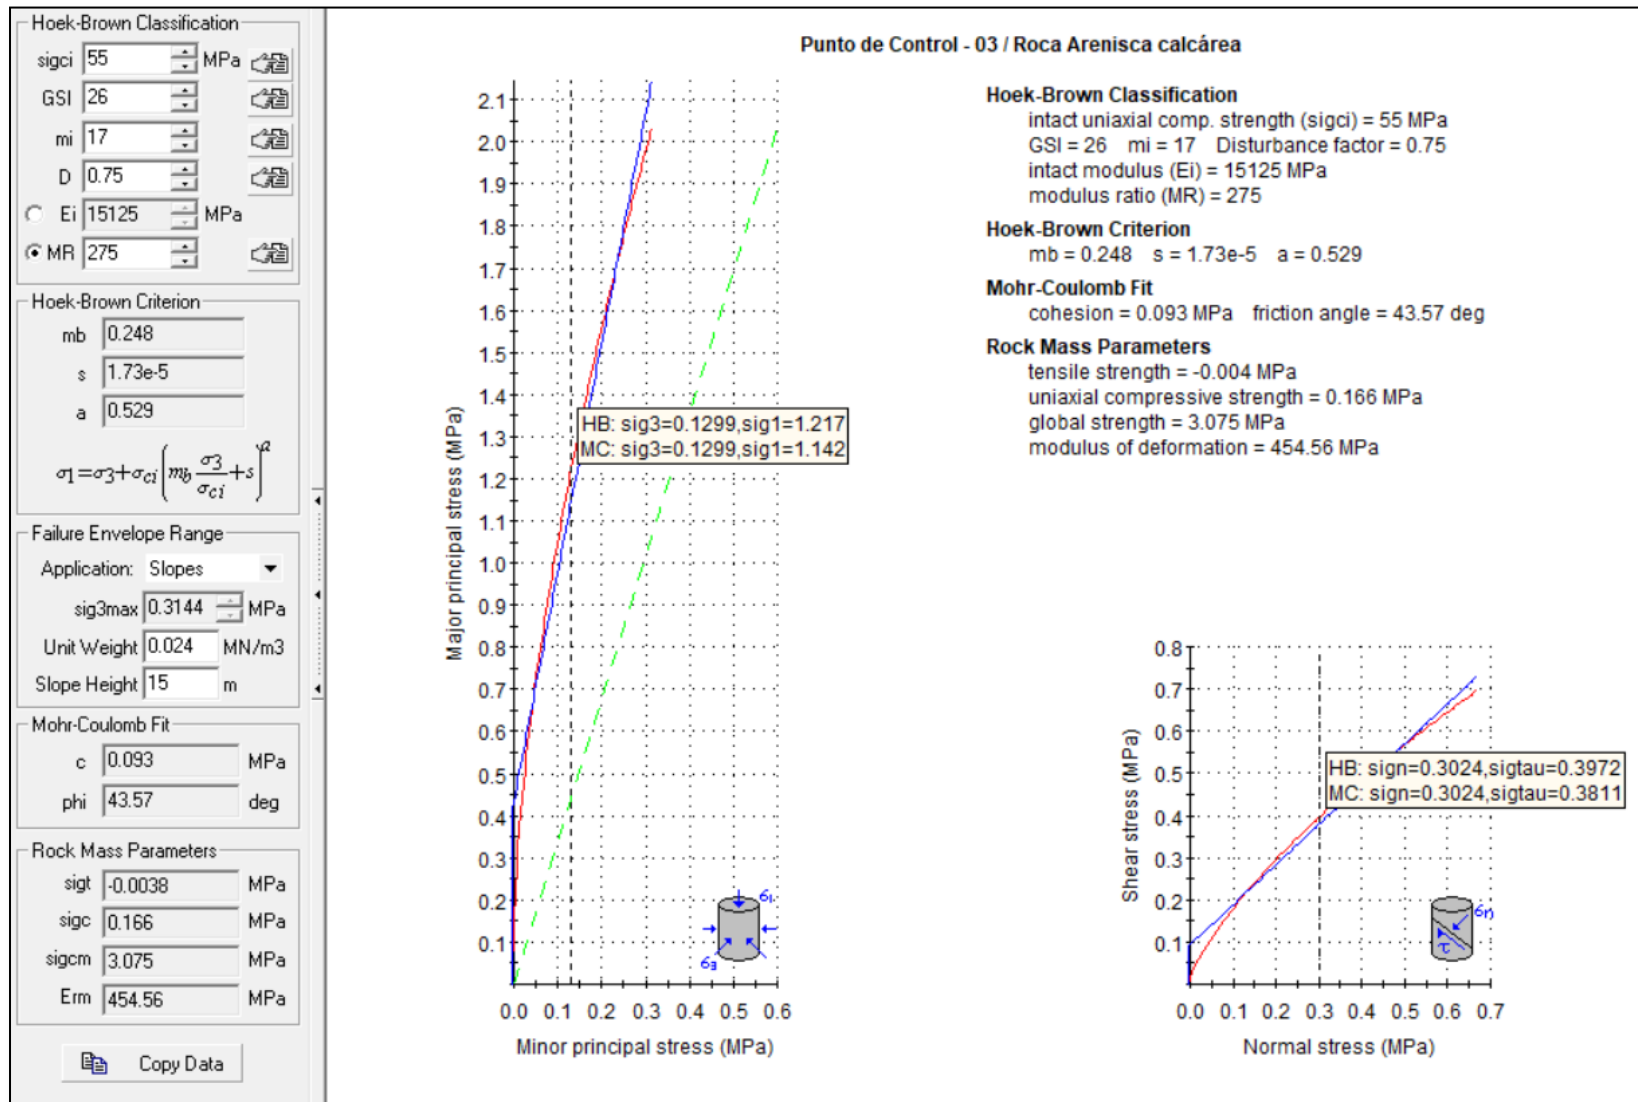 Hoek-Brown Classification
sigci 55 MPa
GSI 26
mi 17
D 0.75
Ei 15125 MPa
MR 275
Hoek-Brown Criterion
mb 0.248
s 1.73e-5
a 0.529
σ1=σ3+σci(mb σ3/σci+s)^a
Failure Envelope Range
Application: Slopes
sig3max 0.3144 MPa
Unit Weight 0.024 MN/m3
Slope Height 15 m
Mohr-Coulomb Fit
c 0.093 MPa
phi 43.57 deg
Rock Mass Parameters
sigt -0.0038 MPa
sigc 0.166 MPa
sigcm 3.075 MPa
Erm 454.56 MPa
Copy Data
Punto de Control - 03 / Roca Arenisca calcárea
Major principal stress (MPa)
2.1
2.0
1.9
1.8
1.7
1.6
1.5
1.4
1.3
1.2
1.1
1.0
0.9
0.8
0.7
0.6
0.5
0.4
0.3
0.2
0.1
HB: sig3=0.1299,sig1=1.217
MC: sig3=0.1299,sig1=1.142
σ1
σ3
0.0 0.1 0.2 0.3 0.4 0.5 0.6
Minor principal stress (MPa)
Hoek-Brown Classification
intact uniaxial comp. strength (sigci) = 55 MPa
GSI = 26 mi = 17 Disturbance factor = 0.75
intact modulus (Ei) = 15125 MPa
modulus ratio (MR) = 275
Hoek-Brown Criterion
mb = 0.248 s = 1.73e-5 a = 0.529
Mohr-Coulomb Fit
cohesion = 0.093 MPa friction angle = 43.57 deg
Rock Mass Parameters
tensile strength = -0.004 MPa
uniaxial compressive strength = 0.166 MPa
global strength = 3.075 MPa
modulus of deformation = 454.56 MPa
Shear stress (MPa)
0.8
0.7
0.6
0.5
0.4
0.3
0.2
0.1
HB: sign=0.3024,sigtau=0.3972
MC: sign=0.3024,sigtau=0.3811
σn
τ
0.0 0.1 0.2 0.3 0.4 0.5 0.6 0.7
Normal stress (MPa)